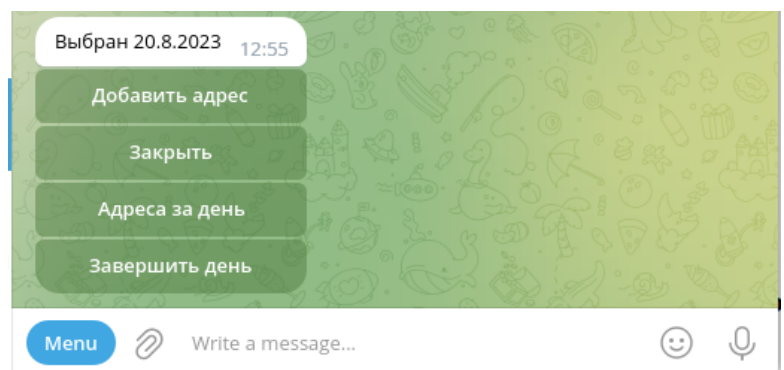 Выбран 20.8.2023 12:55
Добавить адрес
Закрыть
Адреса за день
Завершить день
Menu Write a message...